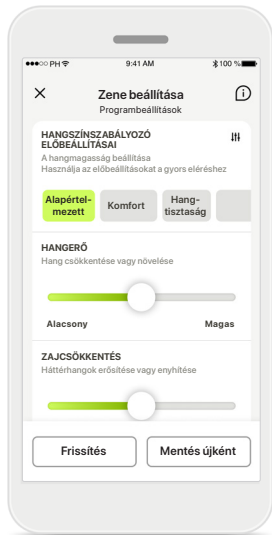 PH 9:41 AM 100 %
Zene beállítása
Programbeállítások
HANGSZÍNSZABÁLYOZÓ
ELŐBEÁLLÍTÁSAI
A hangmagasság beállítása
Használja az előbeállításokat a gyors eléréshez
Alapértel-
mezett
Komfort
Hang-
tisztaság
HANGERŐ
Hang csökkentése vagy növelése
Alacsony Magas
ZAJCSÖKKENTÉS
Háttérhangok erősítése vagy enyhítése
Frissítés Mentés újként